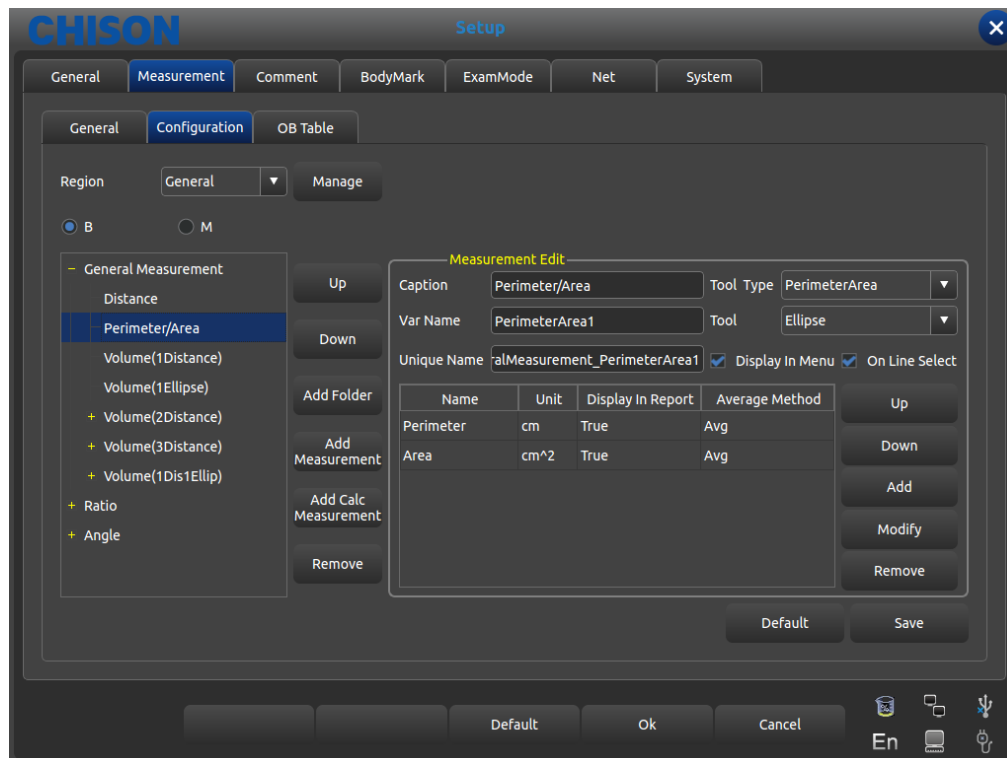 CHISON
Setup
General Measurement Comment BodyMark ExamMode Net System
General Configuration OB Table
Region General Manage
B M
General Measurement
Distance
Perimeter/Area
Volume(1Distance)
Volume(1Ellipse)
Volume(2Distance)
Volume(3Distance)
Volume(1Dis1Ellip)
Ratio
Angle
Up
Down
Add Folder
Add
Measurement
Add Calc
Measurement
Remove
Measurement Edit
Caption Perimeter/Area Tool Type PerimeterArea
Var Name PerimeterArea1 Tool Ellipse
Unique Name alMeasurement_PerimeterArea1 Display In Menu On Line Select
Name Unit Display In Report Average Method
Perimeter cm True Avg
Area cm^2 True Avg
Up
Down
Add
Modify
Remove
Default Save
Default Ok Cancel
En